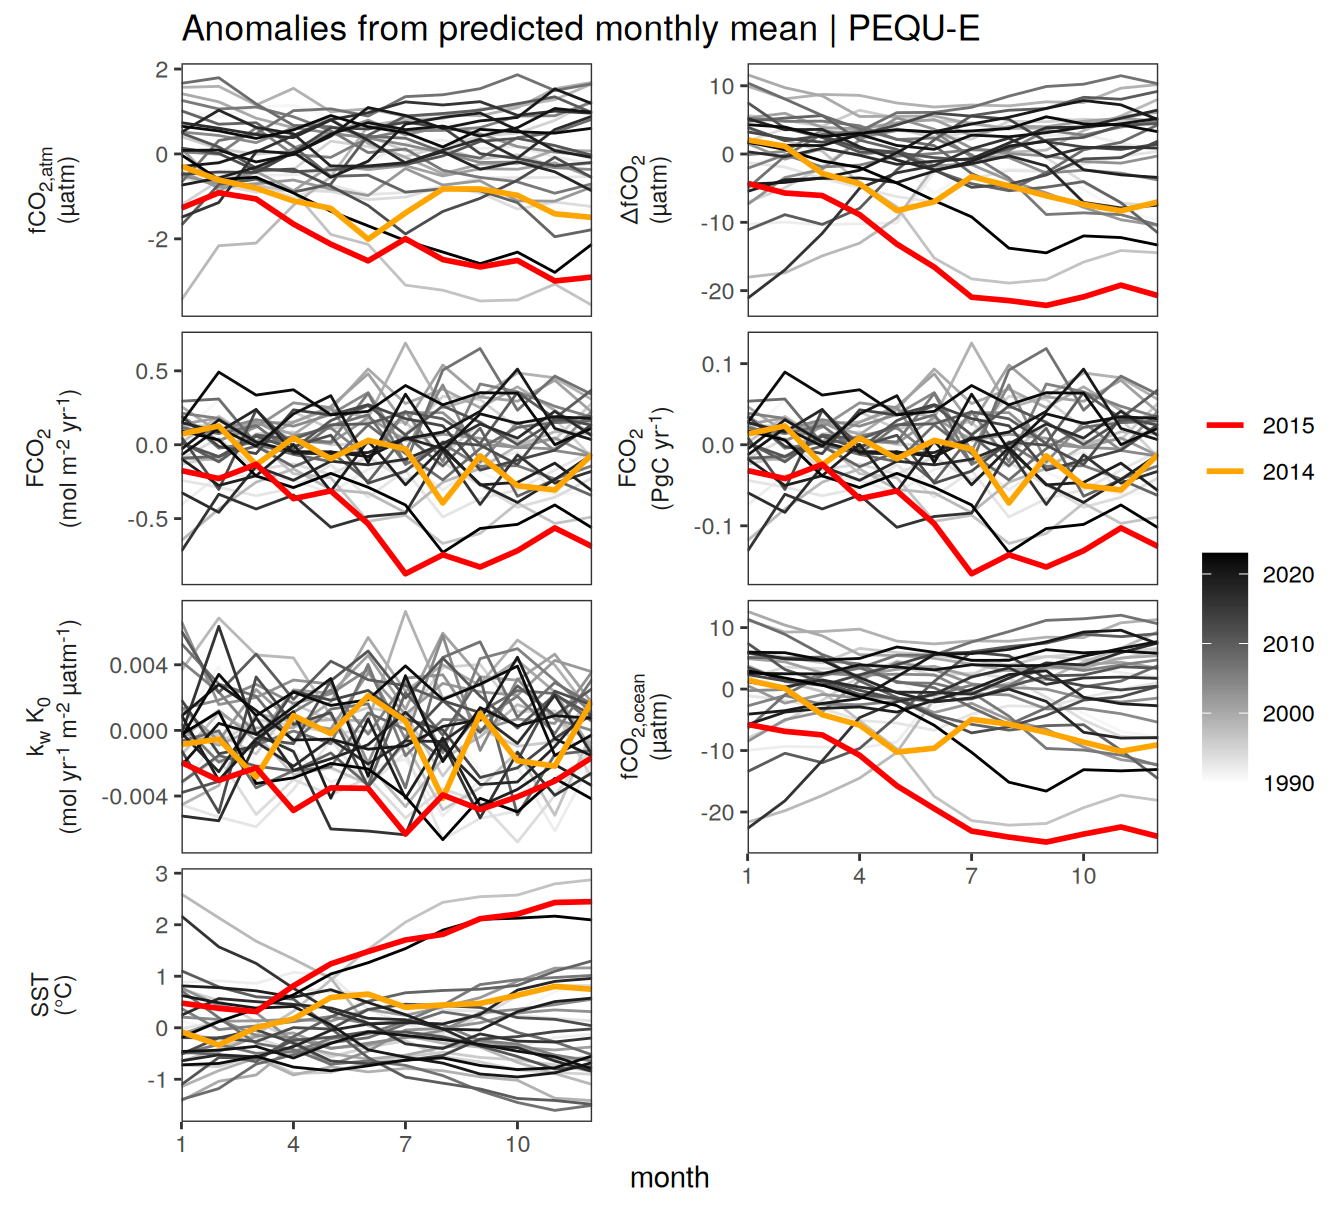 Anomalies from predicted monthly mean | PEQU-E
fCO2,atm
(µatm)
2
0
-2
ΔfCO2
(µatm)
10
0
-10
-20
FCO2
(mol m-2 yr-1)
0.5
0.0
-0.5
FCO2
(PgC yr-1)
0.1
0.0
-0.1
kw K0
(mol yr-1 m-2 µatm-1)
0.004
0.000
-0.004
fCO2,ocean
(µatm)
10
0
-10
-20
1 4 7 10
SST
(°C)
3
2
1
0
-1
1 4 7 10
month
2015
2014
2020
2010
2000
1990